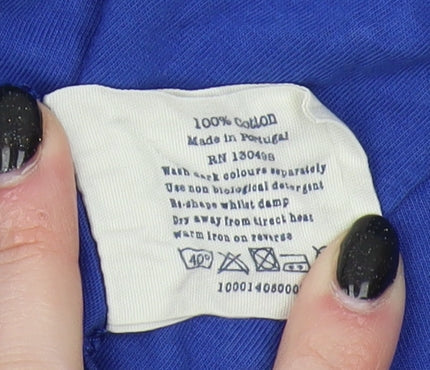 100% Cotton
Made in Portugal
RN 130498
Wash dark colours separately
Use non biological detergent
Re-shape whilst damp
Dry away from direct heat
warm iron on reverse
40°
1000140800